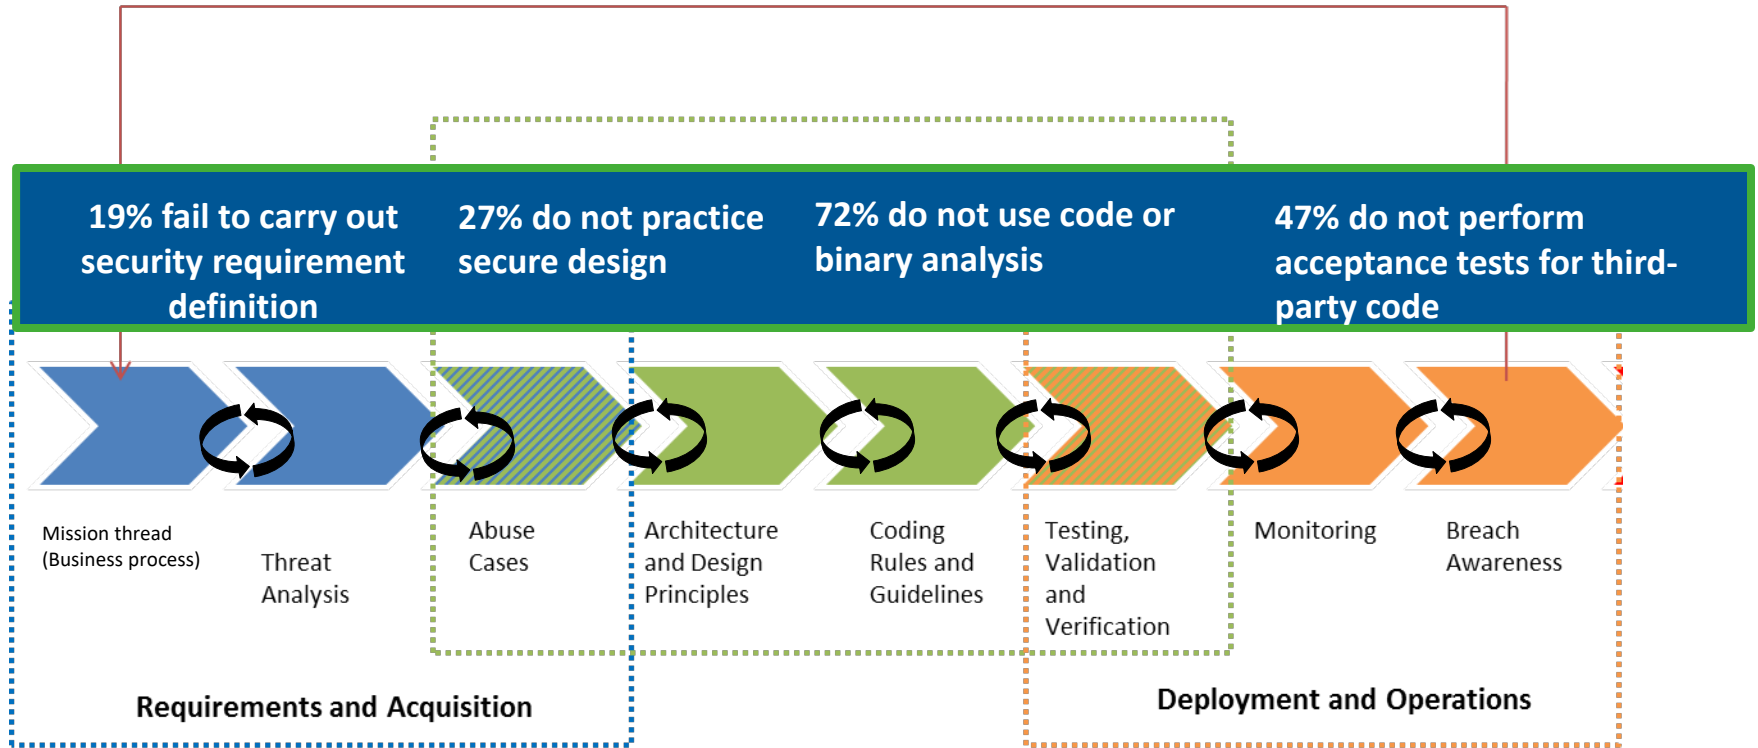 19% fail to carry out
security requirement
definition
27% do not practice
secure design
72% do not use code or
binary analysis
47% do not perform
acceptance tests for third-
party code
Mission thread
(Business process)
Threat
Analysis
Abuse
Cases
Architecture
and Design
Principles
Coding
Rules and
Guidelines
Testing,
Validation
and
Verification
Monitoring
Breach
Awareness
Requirements and Acquisition
Deployment and Operations